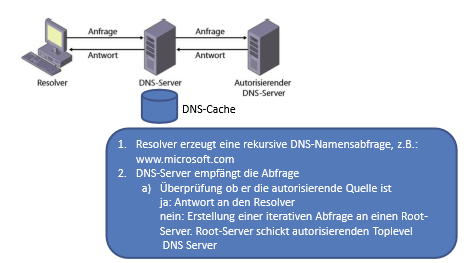 Anfrage
Anfrage
Antwort
Antwort
Resolver
DNS-Server
Autorisierender
DNS-Server
DNS-Cache
1. Resolver erzeugt eine rekursive DNS-Namensabfrage, z.B.:
www.microsoft.com
2. DNS-Server empfängt die Abfrage
a) Überprüfung ob er die autorisierende Quelle ist
ja: Antwort an den Resolver
nein: Erstellung einer iterativen Abfrage an einen Root-
Server. Root-Server schickt autorisierenden Toplevel
DNS Server